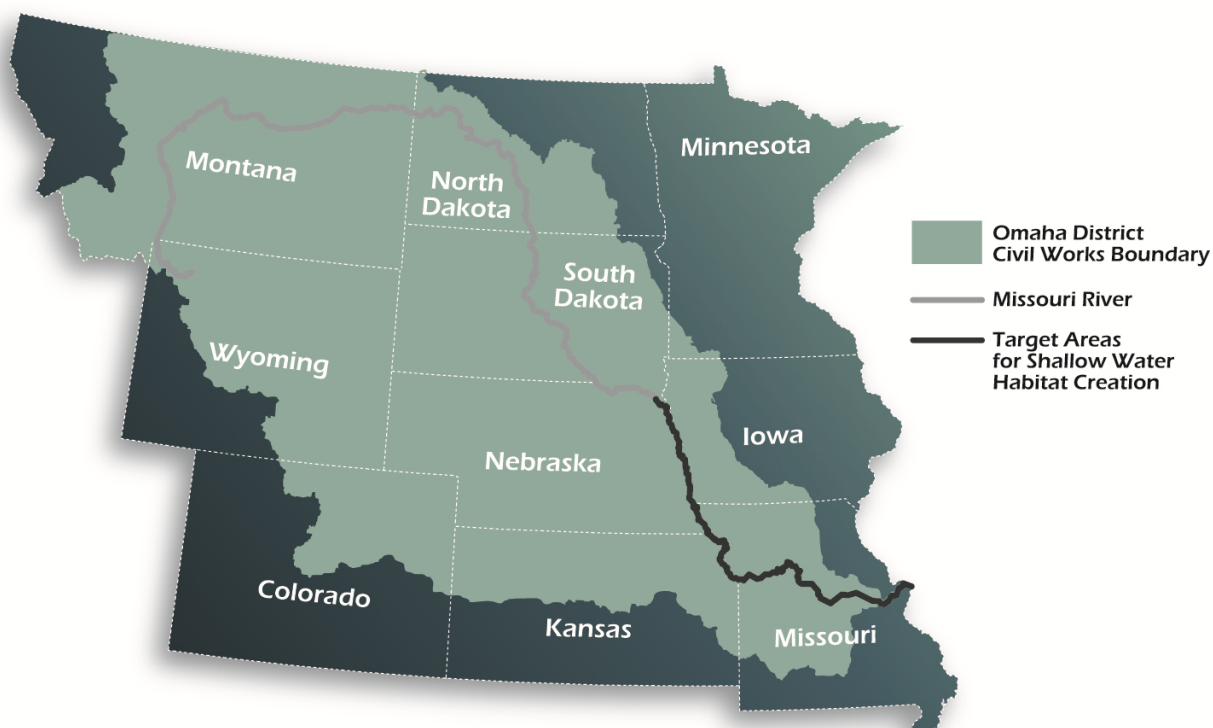 Montana
North
Dakota
Minnesota
South
Dakota
Wyoming
Iowa
Nebraska
Colorado
Kansas
Missouri
Omaha District
Civil Works Boundary
Missouri River
Target Areas
for Shallow Water
Habitat Creation